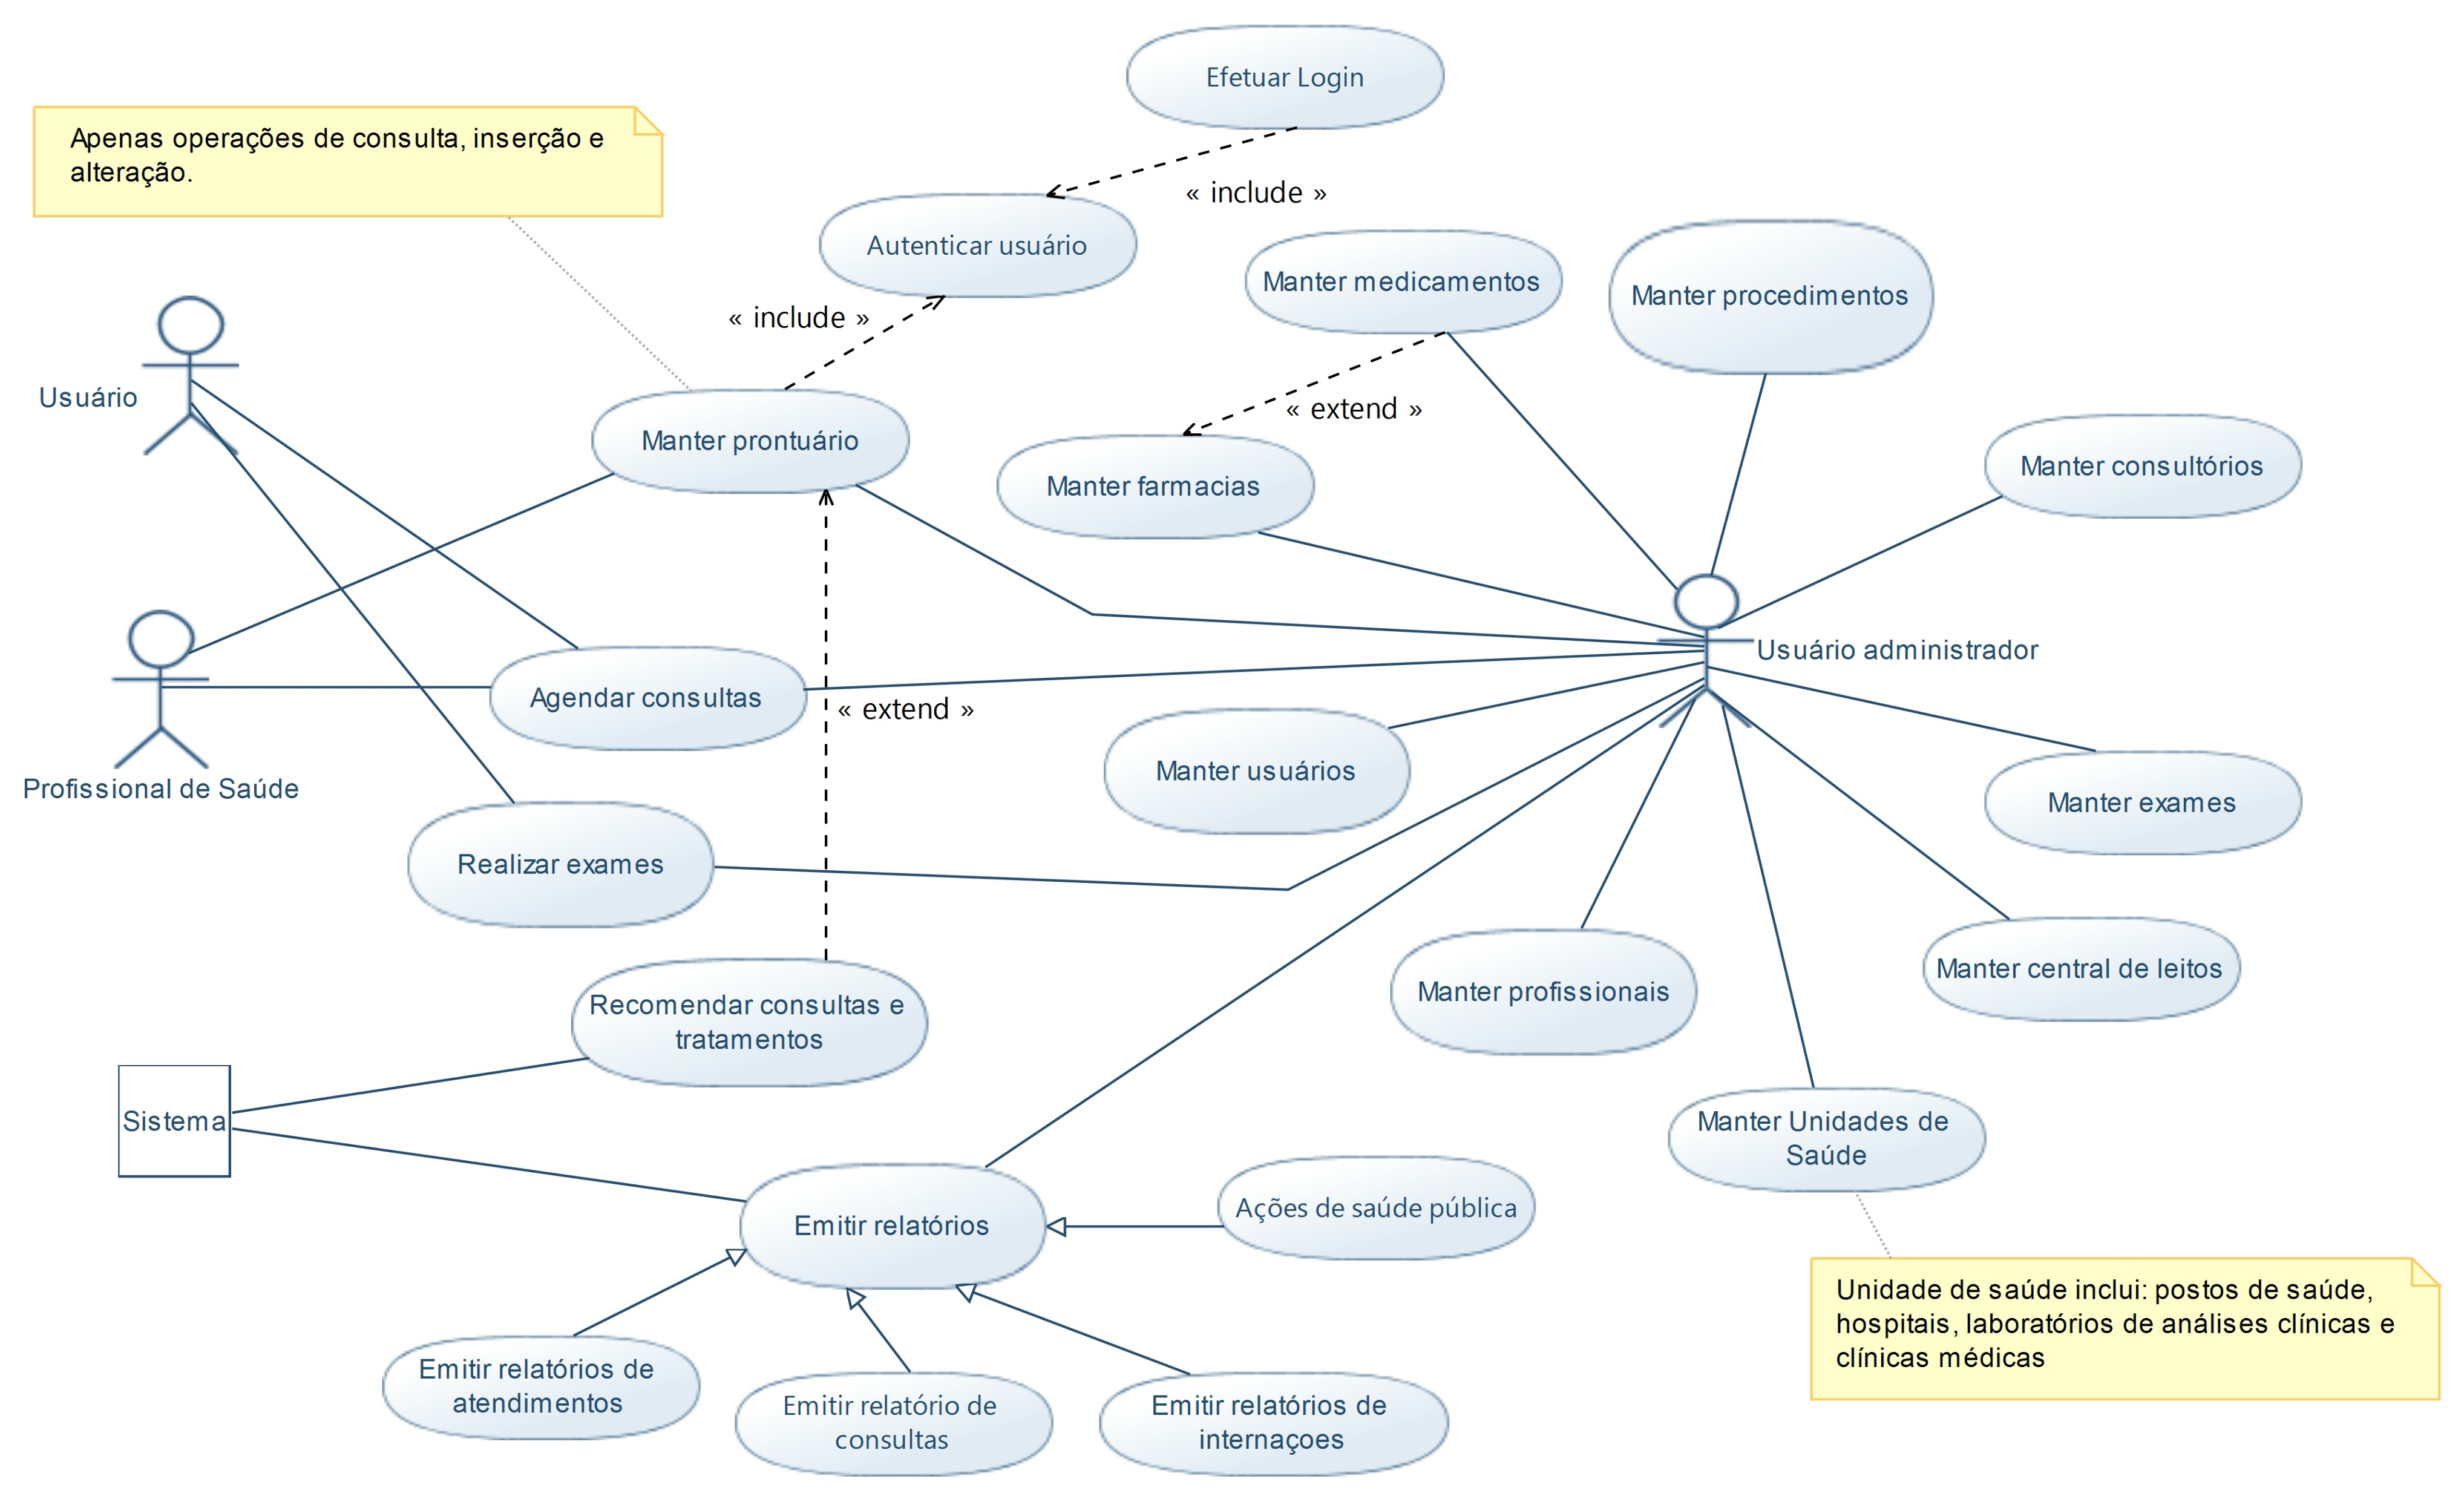 Efetuar Login
Apenas operações de consulta, inserção e
alteração.
« include »
Autenticar usuário
Manter medicamentos
Manter procedimentos
« include »
Usuário
« extend »
Manter prontuário
Manter consultórios
Manter farmacias
Usuário administrador
Agendar consultas
« extend »
Manter usuários
Profissional de Saúde
Manter exames
Realizar exames
Manter central de leitos
Manter profissionais
Recomendar consultas e
tratamentos
Sistema
Manter Unidades de
Saúde
Ações de saúde pública
Emitir relatórios
Unidade de saúde inclui: postos de saúde,
hospitais, laboratórios de análises clínicas e
clínicas médicas
Emitir relatórios de
atendimentos
Emitir relatório de
consultas
Emitir relatórios de
internaçoes